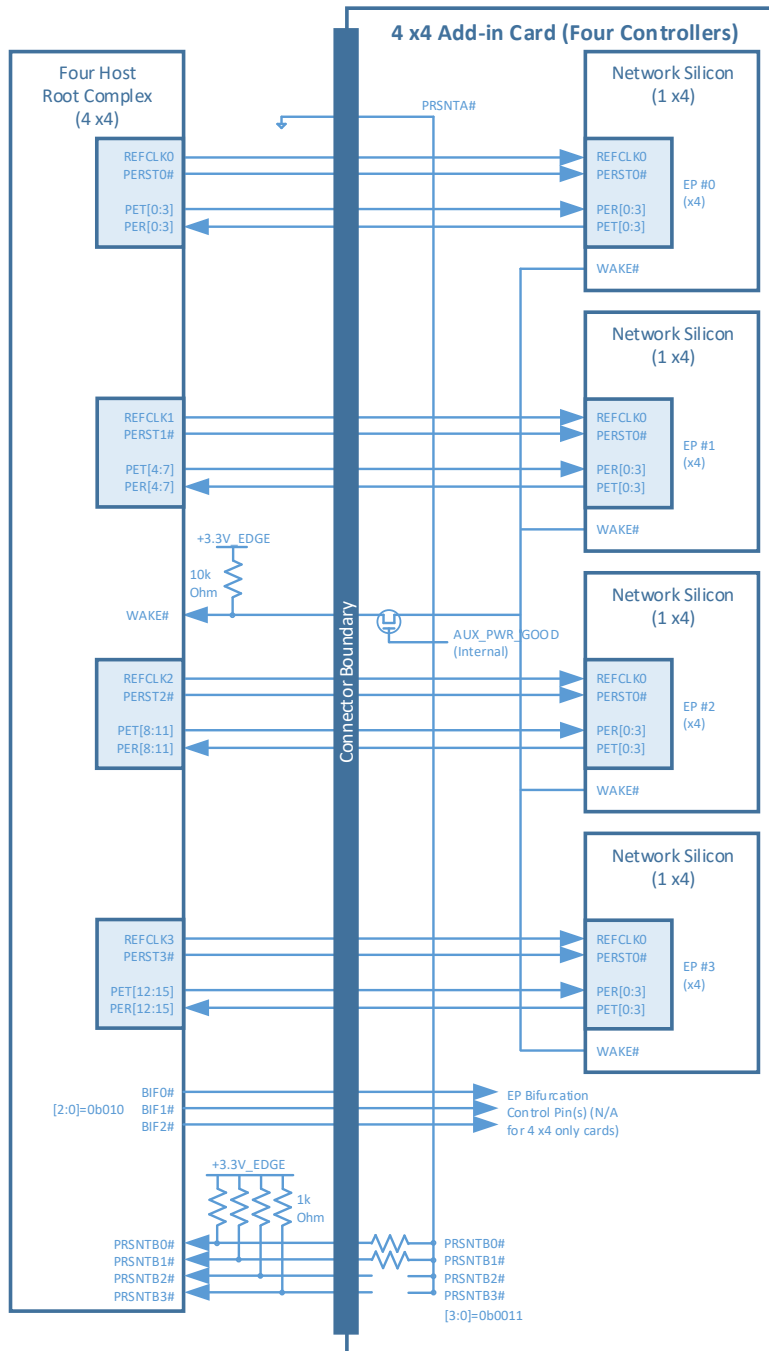 4 x4 Add-in Card (Four Controllers)
Four Host
Root Complex
(4 x4)
Network Silicon
(1 x4)
PRSNTA#
REFCLK0
PERST0#
PET[0:3]
PER[0:3]
REFCLK0
PERST0#
PER[0:3]
PET[0:3]
EP #0
(x4)
WAKE#
Network Silicon
(1 x4)
REFCLK1
PERST1#
PET[4:7]
PER[4:7]
REFCLK0
PERST0#
PER[0:3]
PET[0:3]
EP #1
(x4)
WAKE#
+3.3V_EDGE
10k
Ohm
WAKE#
AUX_PWR_GOOD
(Internal)
Connector Boundary
Network Silicon
(1 x4)
REFCLK2
PERST2#
PET[8:11]
PER[8:11]
REFCLK0
PERST0#
PER[0:3]
PET[0:3]
EP #2
(x4)
WAKE#
Network Silicon
(1 x4)
REFCLK3
PERST3#
PET[12:15]
PER[12:15]
REFCLK0
PERST0#
PER[0:3]
PET[0:3]
EP #3
(x4)
WAKE#
[2:0]=0b010
BIF0#
BIF1#
BIF2#
EP Bifurcation
Control Pin(s) (N/A
for 4 x4 only cards)
+3.3V_EDGE
1k
Ohm
PRSNTB0#
PRSNTB1#
PRSNTB2#
PRSNTB3#
PRSNTB0#
PRSNTB1#
PRSNTB2#
PRSNTB3#
[3:0]=0b0011